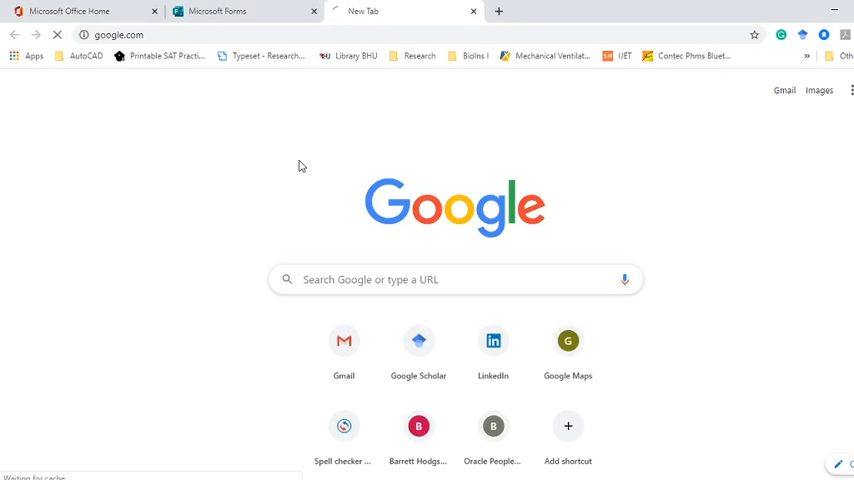 Microsoft Office Home
Microsoft Forms
New Tab
google.com
Apps
AutoCAD
Printable SAT Practi...
Typeset - Research...
Library BHU
Research
BioIns I
Mechanical Ventilat...
IJET
Contec Phms Bluet...
»
Oth
Gmail
Images
Google
Search Google or type a URL
Gmail
Google Scholar
LinkedIn
G
Google Maps
Spell checker ...
B
Barrett Hodgs...
B
Oracle People...
Add shortcut
Waiting for cache